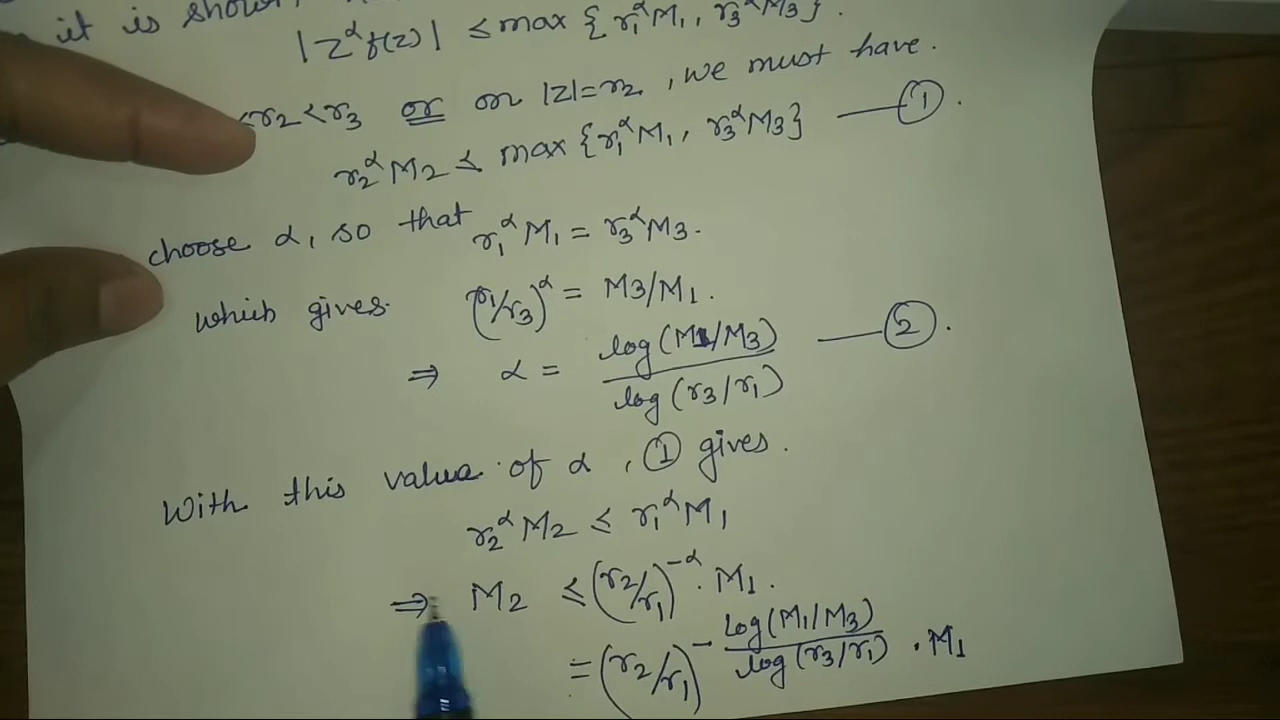 it is shown
|z^α f(z)| ≤ max {r₁^α M₁, r₃^α M₃}.
<r₂<r₃ or on |z|=r₂, we must have.
r₂^α M₂ ≤ max {r₁^α M₁, r₃^α M₃} — ①.
choose α, so that r₁^α M₁ = r₃^α M₃.
which gives. (r₁/r₃)^α = M₃/M₁.
⇒ α = log(M₁/M₃) / log(r₃/r₁) — ②.
With this value of α, ① gives.
r₂^α M₂ ≤ r₁^α M₁
⇒ M₂ ≤ (r₂/r₁)^-α . M₁.
= (r₂/r₁)^- log(M₁/M₃) / log(r₃/r₁) . M₁